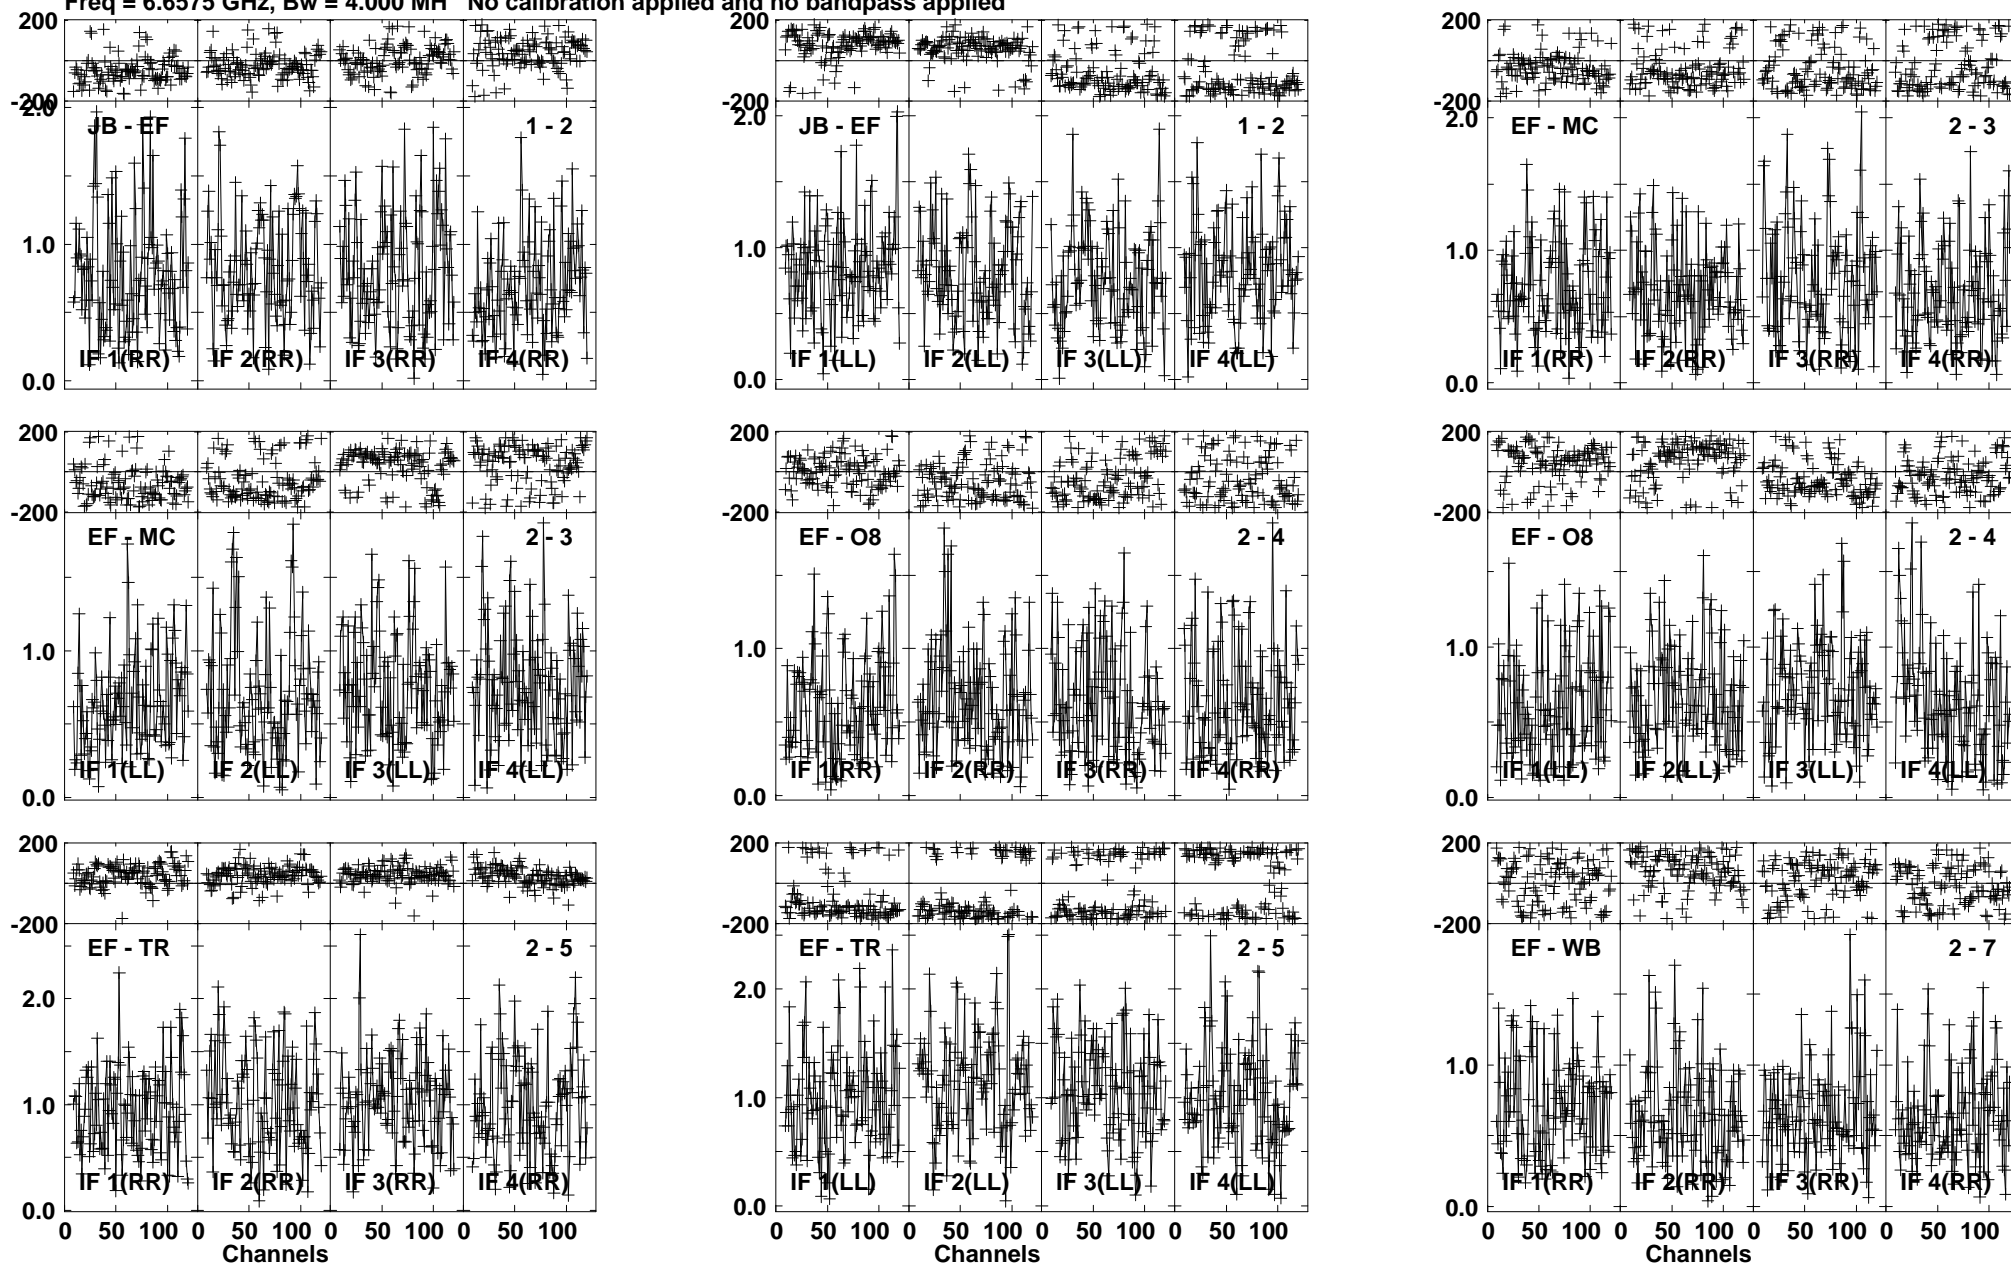 Freq = 6.6575 GHz, Bw = 4.000 MH No calibration applied and no bandpass applied
200
-200
2.0
1.0
0.0
JB - EF
1 - 2
IF 1(RR)
IF 2(RR)
IF 3(RR)
IF 4(RR)
200
-200
2.0
1.0
0.0
JB - EF
1 - 2
IF 1(LL)
IF 2(LL)
IF 3(LL)
IF 4(LL)
200
-200
2.0
1.0
0.0
EF - MC
2 - 3
IF 1(RR)
IF 2(RR)
IF 3(RR)
IF 4(RR)
200
-200
1.0
0.0
EF - MC
2 - 3
IF 1(LL)
IF 2(LL)
IF 3(LL)
IF 4(LL)
200
-200
1.0
0.0
EF - O8
2 - 4
IF 1(RR)
IF 2(RR)
IF 3(RR)
IF 4(RR)
200
-200
1.0
0.0
EF - O8
2 - 4
IF 1(LL)
IF 2(LL)
IF 3(LL)
IF 4(LL)
200
-200
2.0
1.0
0.0
EF - TR
2 - 5
IF 1(RR)
IF 2(RR)
IF 3(RR)
IF 4(RR)
0 50 100 0 50 100 0 50 100 0 50 100
Channels
200
-200
2.0
1.0
0.0
EF - TR
2 - 5
IF 1(LL)
IF 2(LL)
IF 3(LL)
IF 4(LL)
0 50 100 0 50 100 0 50 100 0 50 100
Channels
200
-200
1.0
0.0
EF - WB
2 - 7
IF 1(RR)
IF 2(RR)
IF 3(RR)
IF 4(RR)
0 50 100 0 50 100 0 50 100 0 50 100
Channels